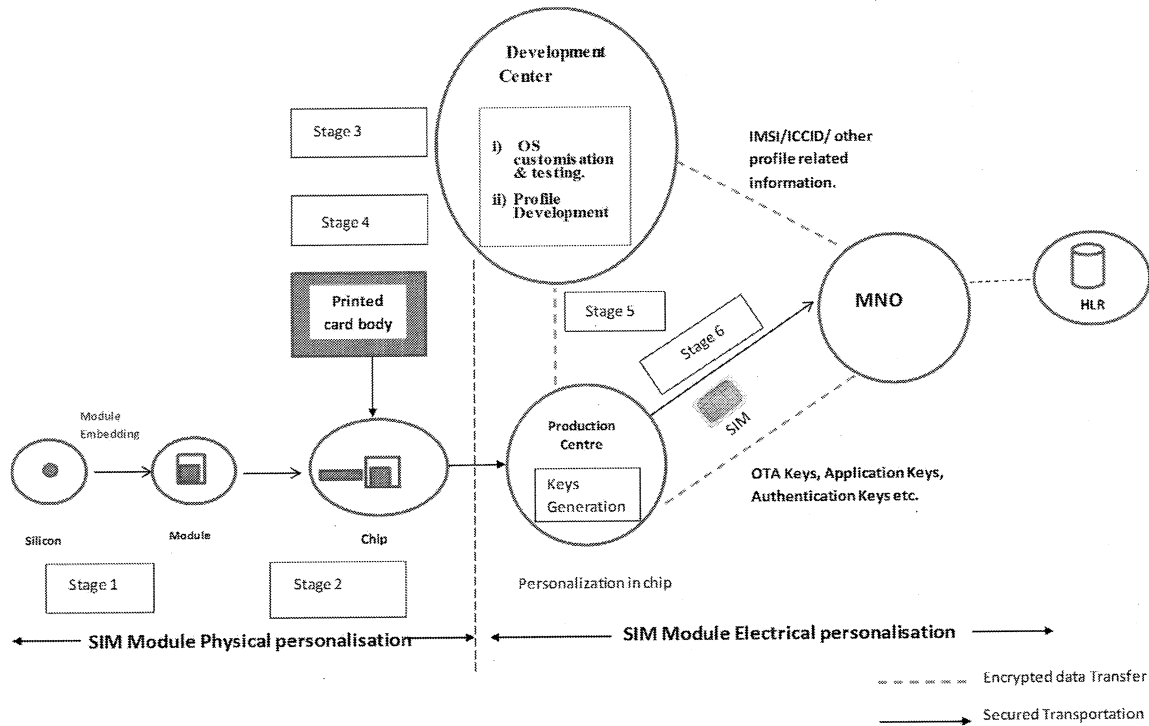 Development
Center
i) OS
customisation
& testing.
ii) Profile
Development
Stage 3
Stage 4
Printed
card body
IMSI/ICCID/ other
profile related
information.
MNO
HLR
Stage 5
Stage 6
SIM
Module
Embedding
Production
Centre
Keys
Generation
OTA Keys, Application Keys,
Authentication Keys etc.
Silicon
Module
Chip
Stage 1
Stage 2
Personalization in chip
SIM Module Physical personalisation
SIM Module Electrical personalisation
Encrypted data Transfer
Secured Transportation